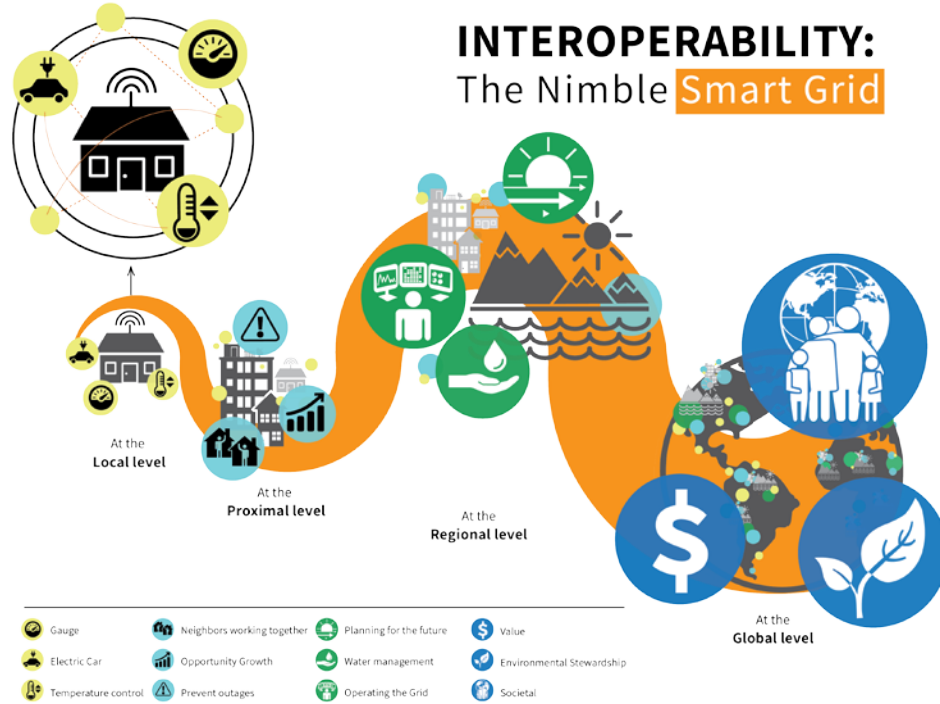 INTEROPERABILITY:
The Nimble Smart Grid
At the
Local level
At the
Proximal level
At the
Regional level
At the
Global level
Gauge
Electric Car
Temperature control
Neighbors working together
Opportunity Growth
Prevent outages
Planning for the future
Water management
Operating the Grid
Value
Environmental Stewardship
Societal